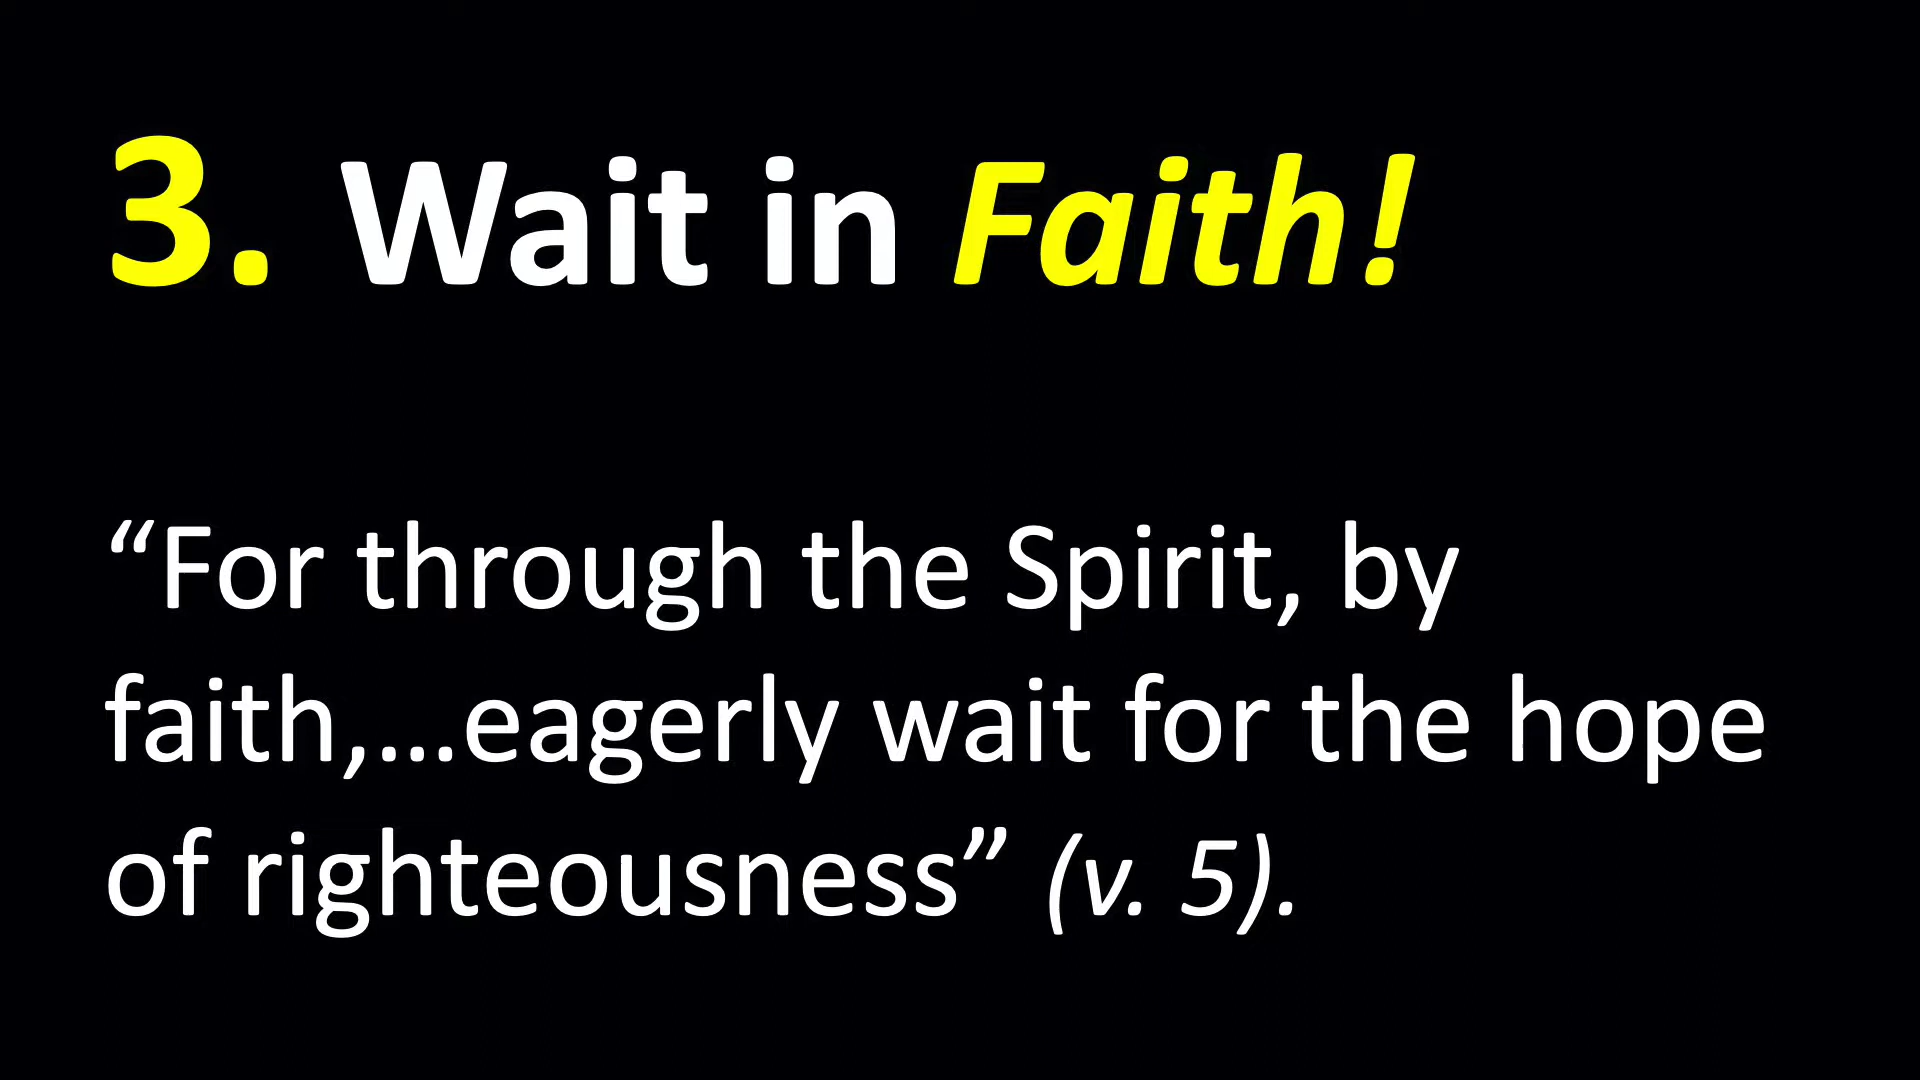 3. Wait in Faith!
“For through the Spirit, by
faith,...eagerly wait for the hope
of righteousness” (v. 5).